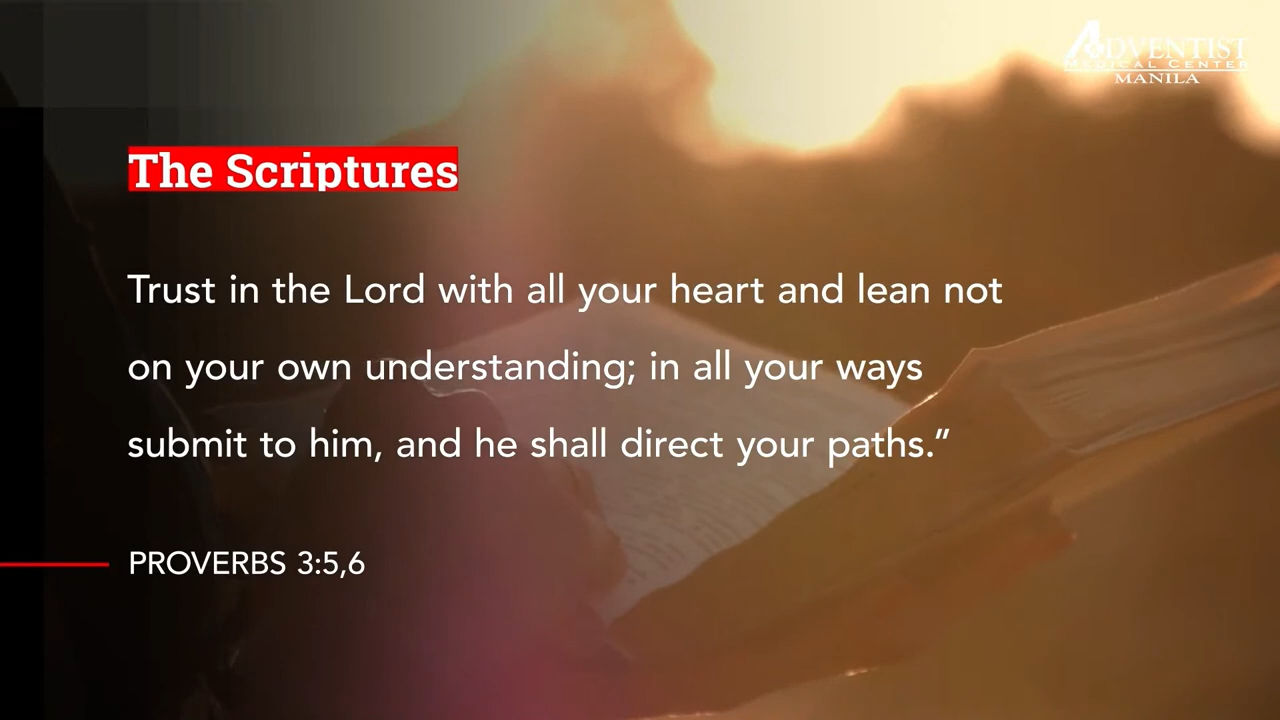 ADVENTIST
MEDICAL CENTER
MANILA
The Scriptures
Trust in the Lord with all your heart and lean not
on your own understanding; in all your ways
submit to him, and he shall direct your paths.”
PROVERBS 3:5,6